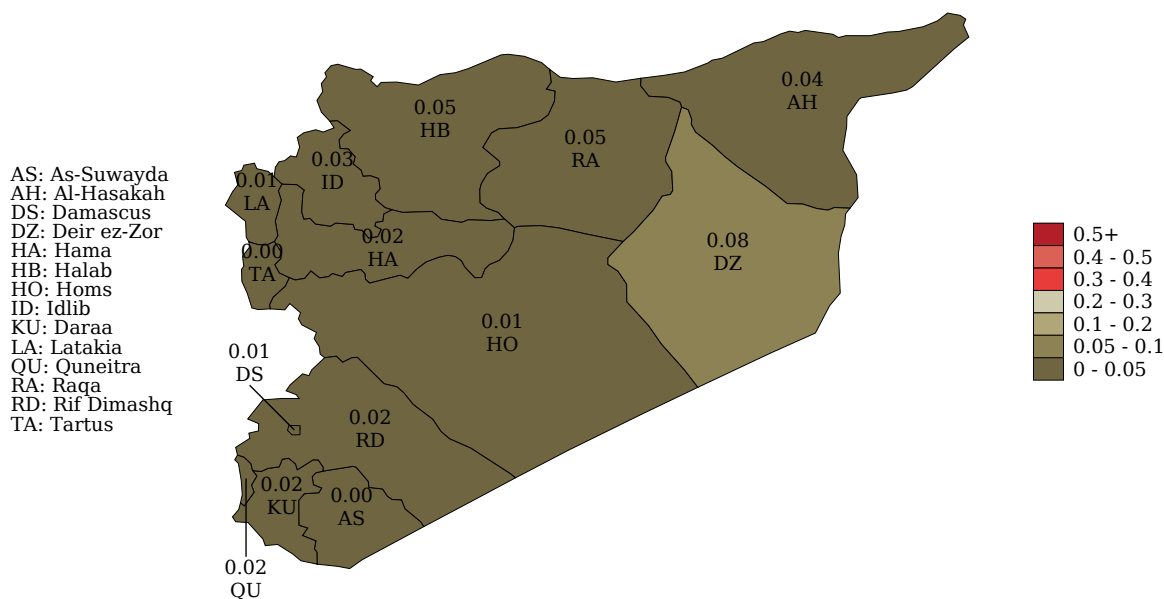 AS: As-Suwayda
AH: Al-Hasakah
DS: Damascus
DZ: Deir ez-Zor
HA: Hama
HB: Halab
HO: Homs
ID: Idlib
KU: Daraa
LA: Latakia
QU: Quneitra
RA: Raqa
RD: Rif Dimashq
TA: Tartus
0.04
AH
0.05
HB
0.05
RA
0.03
ID
0.01
LA
0.02
HA
0.00
TA
0.08
DZ
0.01
HO
0.01
DS
0.02
RD
0.02
KU
0.00
AS
0.02
QU
0.5+
0.4 - 0.5
0.3 - 0.4
0.2 - 0.3
0.1 - 0.2
0.05 - 0.1
0 - 0.05